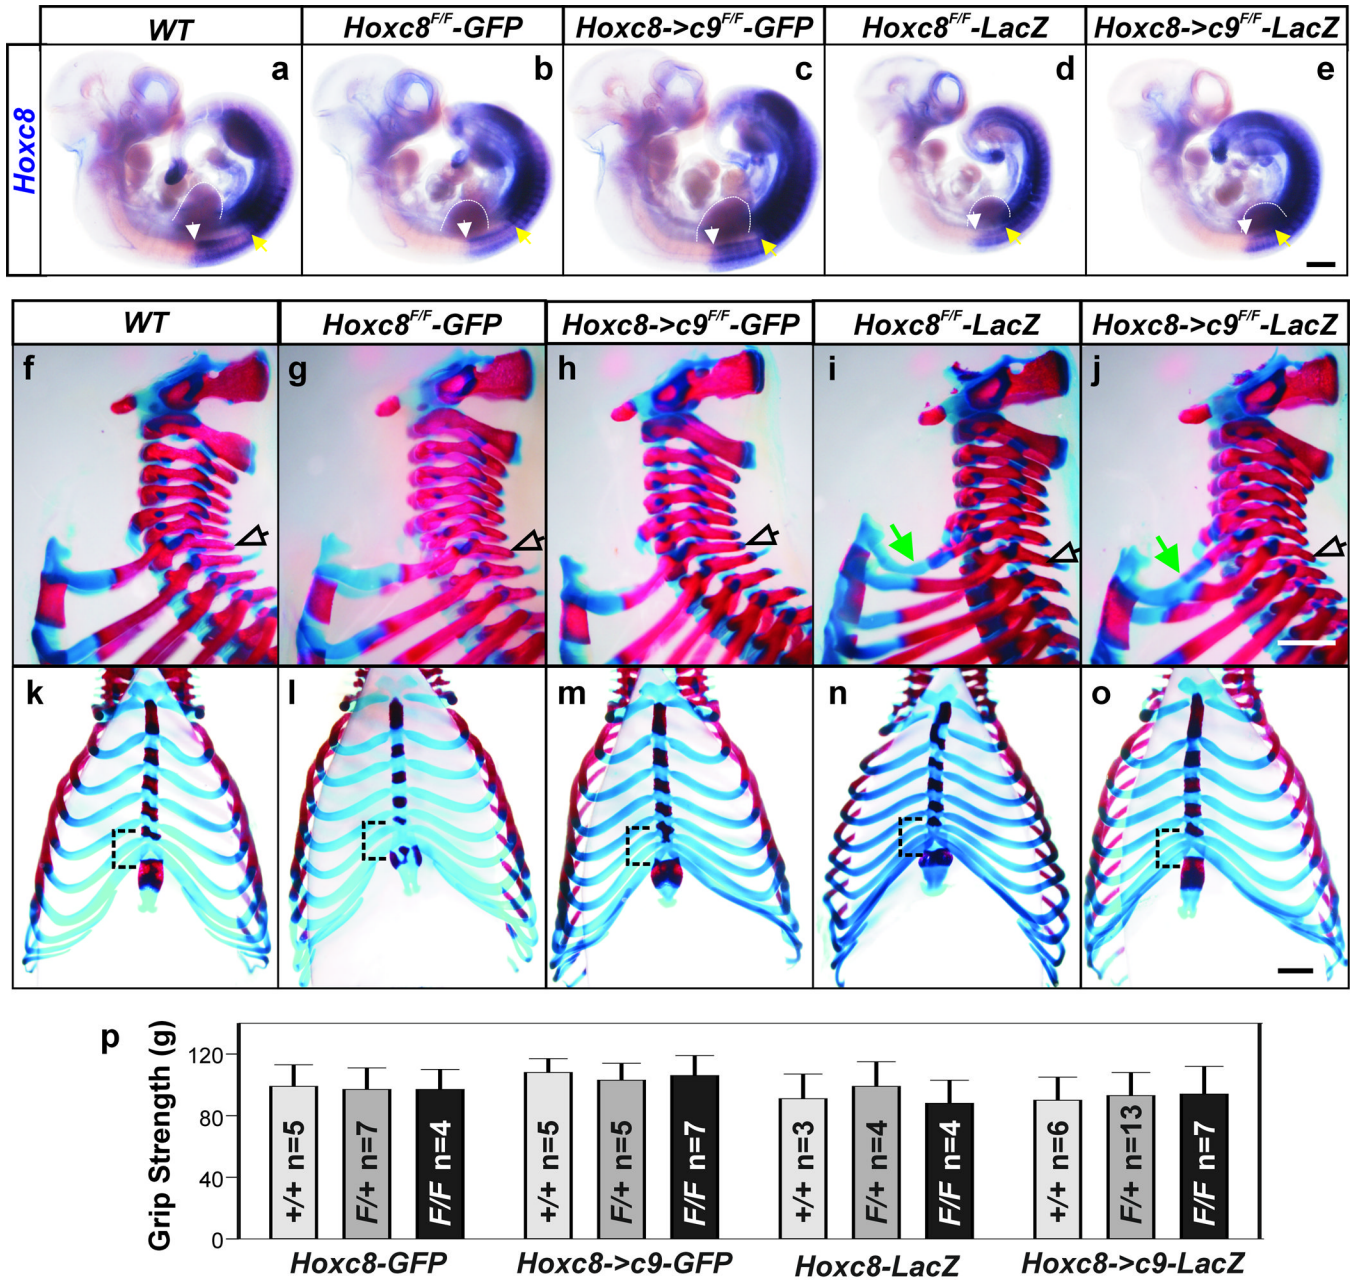 WT Hoxc8F/F-GFP Hoxc8->c9F/F-GFP Hoxc8F/F-LacZ Hoxc8->c9F/F-LacZ
Hoxc8
a b c d e
WT Hoxc8F/F-GFP Hoxc8->c9F/F-GFP Hoxc8F/F-LacZ Hoxc8->c9F/F-LacZ
f g h i j
k l m n o
p
Grip Strength (g)
120
80
40
0
+/+ n=5 F/+ n=7 F/F n=4 +/+ n=5 F/+ n=5 F/F n=7 +/+ n=3 F/+ n=4 F/F n=4 +/+ n=6 F/+ n=13 F/F n=7
Hoxc8-GFP Hoxc8->c9-GFP Hoxc8-LacZ Hoxc8->c9-LacZ